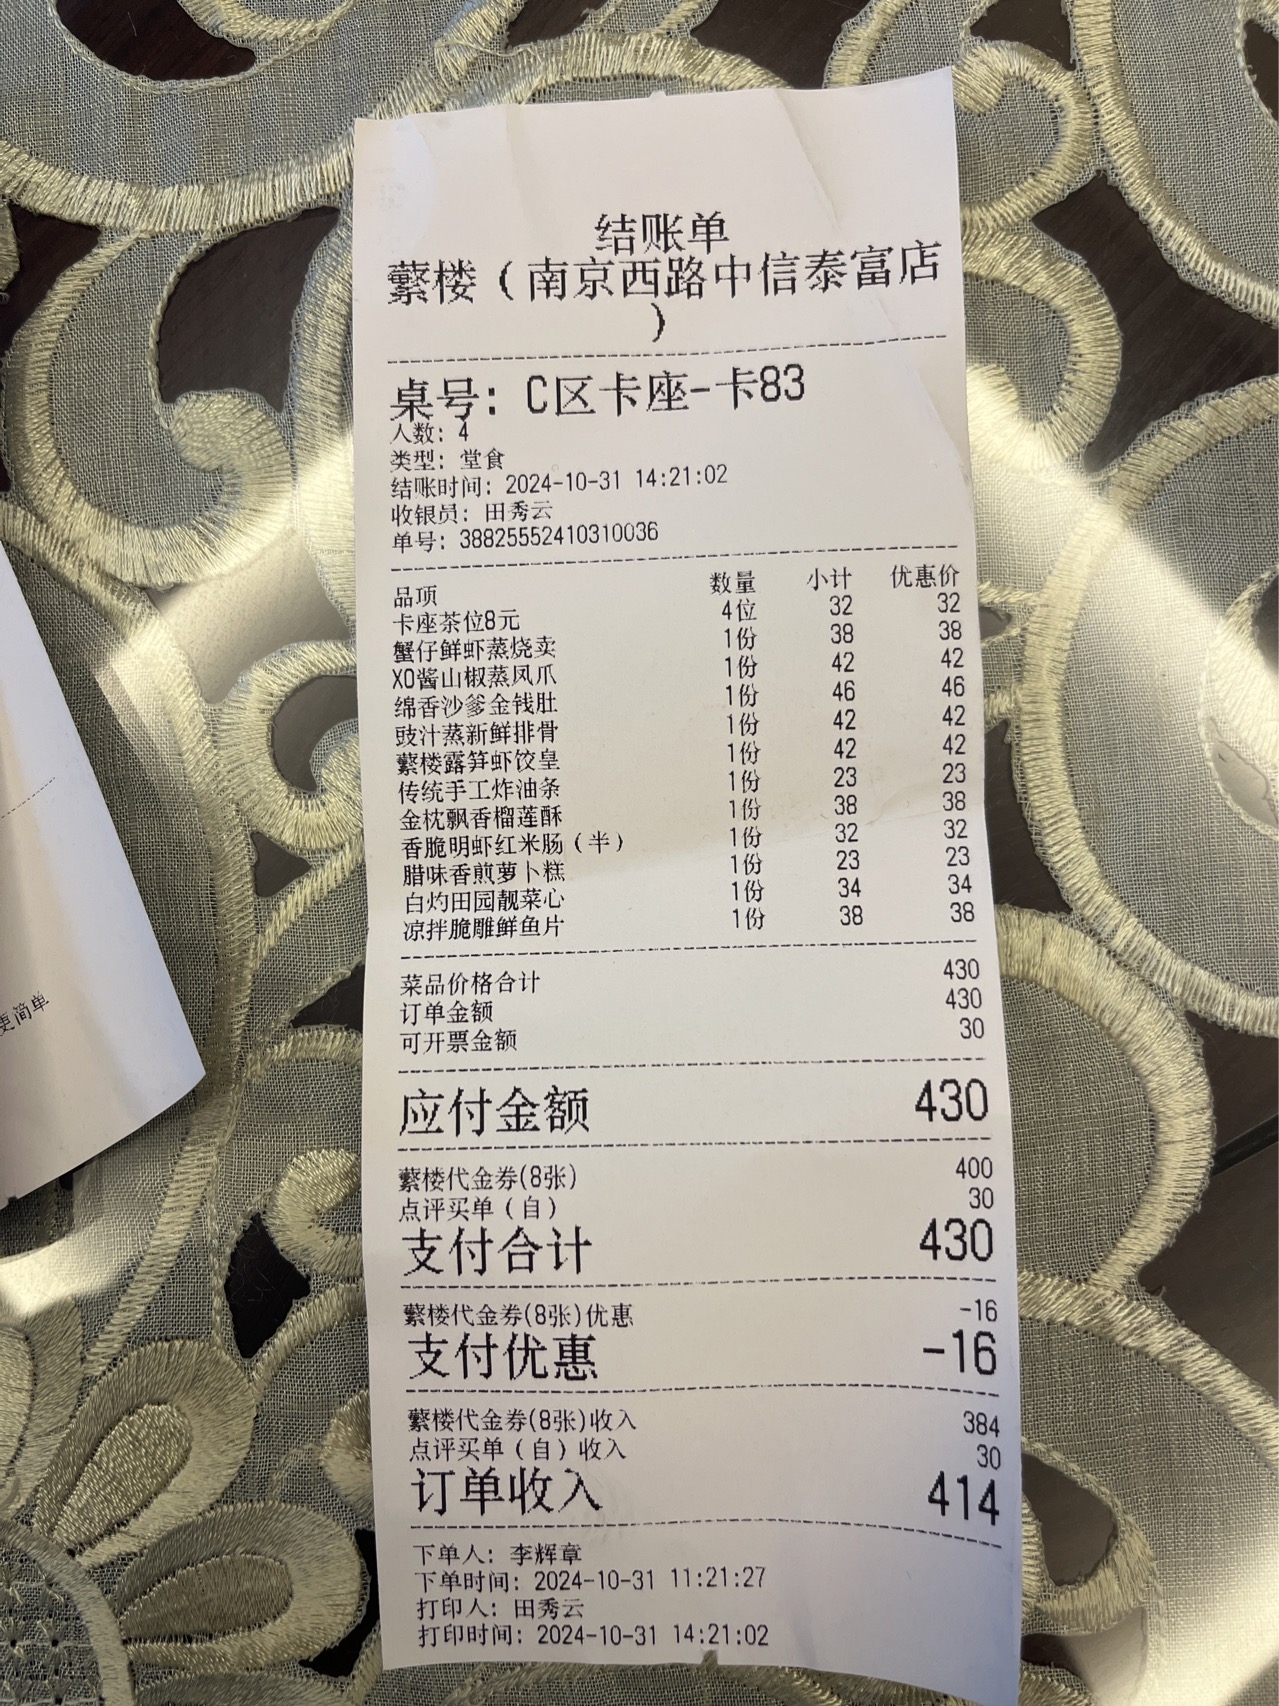 结账单
蘩楼（南京西路中信泰富店
）
桌号: C区卡座-卡83
人数: 4
类型: 堂食
结账时间: 2024-10-31 14:21:02
收银员: 田秀云
单号: 38825552410310036
品项 数量 小计 优惠价
卡座茶位8元 4位 32 32
蟹仔鲜虾蒸烧卖 1份 38 38
XO酱山椒蒸凤爪 1份 42 42
绵香沙爹金钱肚 1份 46 46
豉汁蒸新鲜排骨 1份 42 42
蘩楼露笋虾饺皇 1份 42 42
传统手工炸油条 1份 23 23
金枕飘香榴莲酥 1份 38 38
香脆明虾红米肠（半） 1份 32 32
腊味香煎萝卜糕 1份 23 23
白灼田园靓菜心 1份 34 34
凉拌脆雕鲜鱼片 1份 38 38
菜品价格合计 430
订单金额 430
可开票金额 30
应付金额 430
蘩楼代金券(8张) 400
点评买单（自） 30
支付合计 430
蘩楼代金券(8张)优惠 -16
支付优惠 -16
蘩楼代金券(8张)收入 384
点评买单（自）收入 30
订单收入 414
下单人: 李辉章
下单时间: 2024-10-31 11:21:27
打印人: 田秀云
打印时间: 2024-10-31 14:21:02
更简单